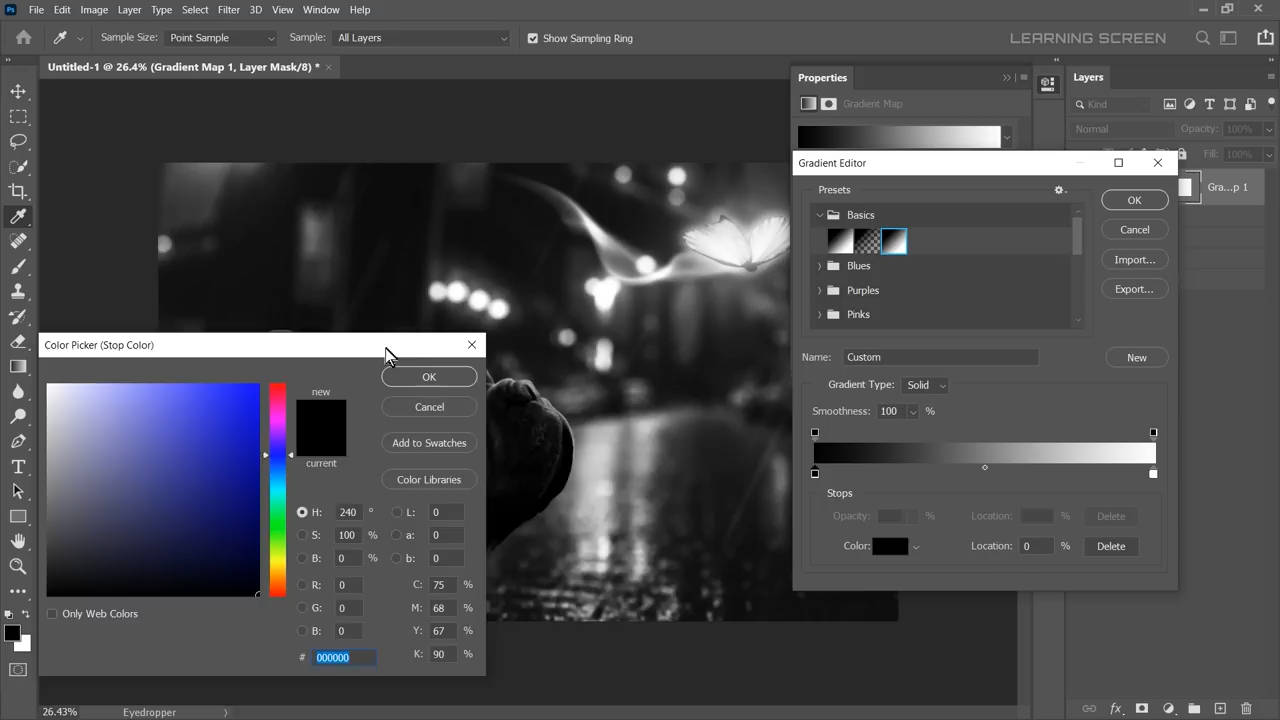 Ps File Edit Image Layer Type Select Filter 3D View Window Help
Sample Size: Point Sample Sample: All Layers Show Sampling Ring LEARNING SCREEN
Untitled-1 @ 26.4% (Gradient Map 1, Layer Mask/8) * ×
Properties
Layers
Gradient Map
Kind
Normal Opacity: 100%
Fill: 100%
Gra...p 1
Gradient Editor
Presets
Basics
Blues
Purples
Pinks
OK
Cancel
Import...
Export...
Name: Custom New
Gradient Type: Solid
Smoothness: 100 %
Stops
Opacity: % Location: % Delete
Color: Location: 0 % Delete
Color Picker (Stop Color)
new
current
OK
Cancel
Add to Swatches
Color Libraries
H: 240 ° L: 0
S: 100 % a: 0
B: 0 % b: 0
R: 0 C: 75 %
G: 0 M: 68 %
B: 0 Y: 67 %
# 000000 K: 90 %
Only Web Colors
26.43% Eyedropper